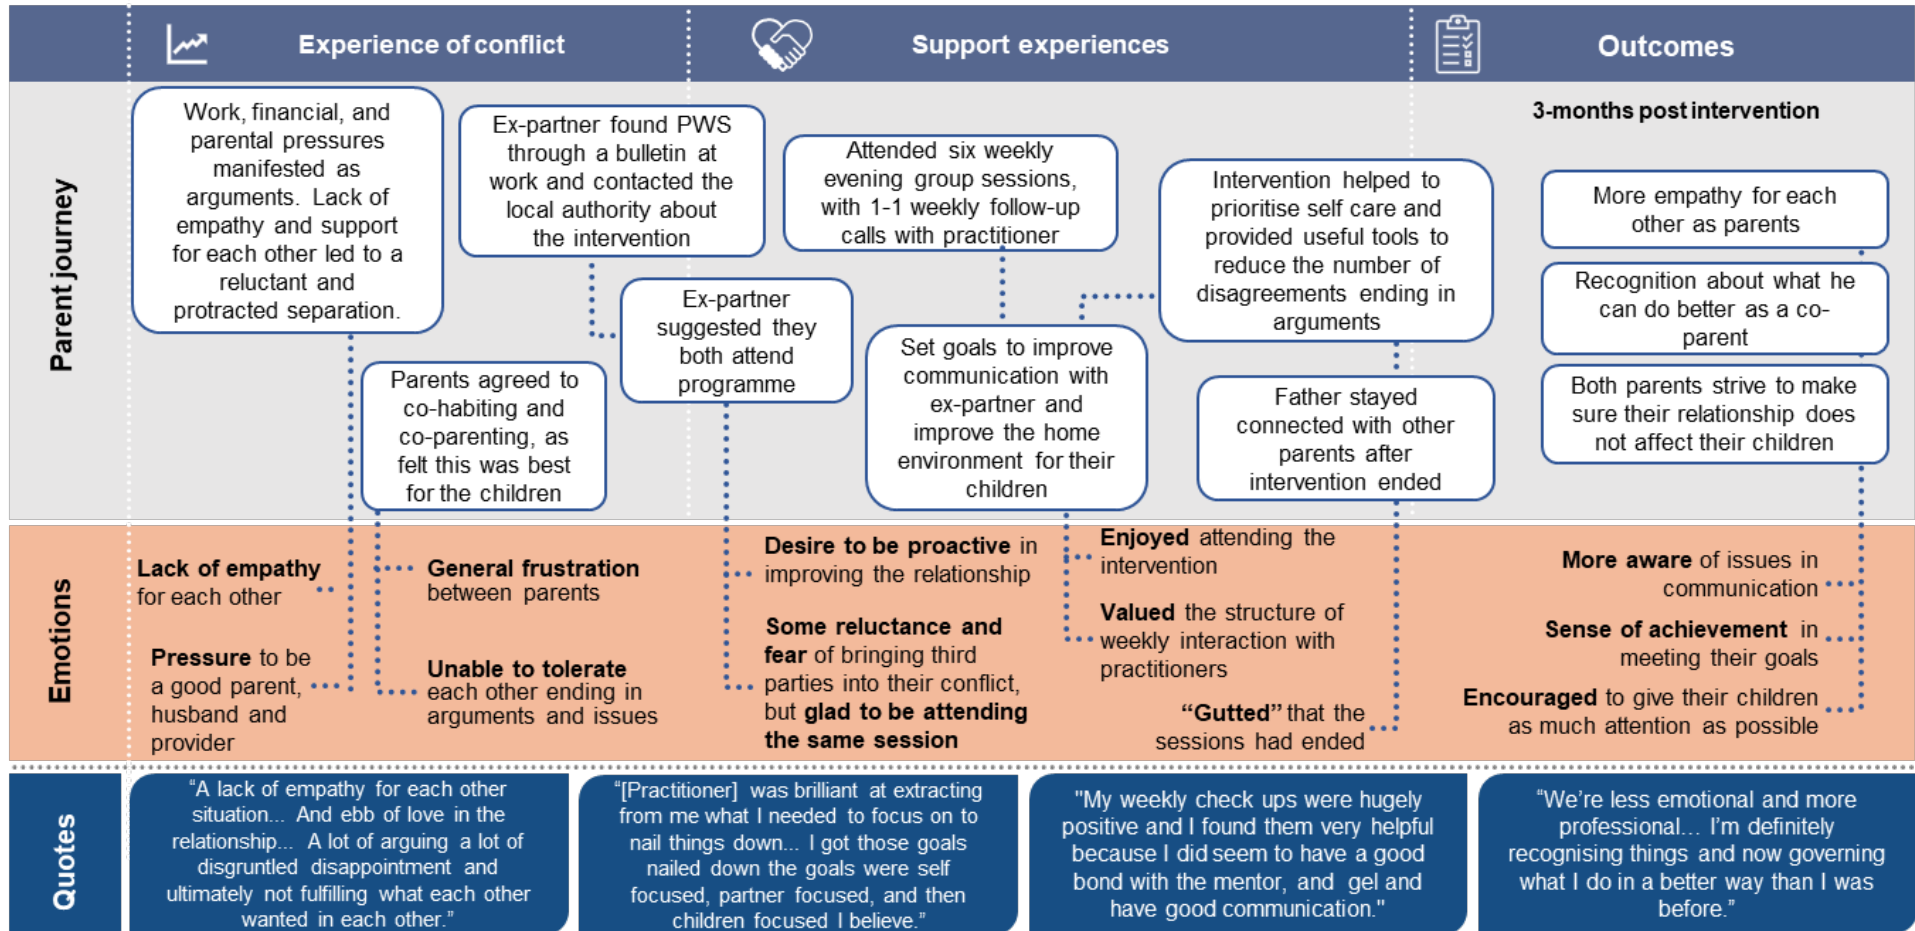 Experience of conflict
Support experiences
Outcomes
Parent journey
Work, financial, and
parental pressures
manifested as
arguments. Lack of
empathy and support
for each other led to a
reluctant and
protracted separation.
Parents agreed to
co-habiting and
co-parenting, as
felt this was best
for the children
Ex-partner found PWS
through a bulletin at
work and contacted the
local authority about
the intervention
Ex-partner
suggested they
both attend
programme
Attended six weekly
evening group sessions,
with 1-1 weekly follow-up
calls with practitioner
Set goals to improve
communication with
ex-partner and
improve the home
environment for their
children
Intervention helped to
prioritise self care and
provided useful tools to
reduce the number of
disagreements ending in
arguments
Father stayed
connected with other
parents after
intervention ended
3-months post intervention
More empathy for each
other as parents
Recognition about what he
can do better as a co-
parent
Both parents strive to make
sure their relationship does
not affect their children
Emotions
Lack of empathy
for each other
Pressure to be
a good parent,
husband and
provider
General frustration
between parents
Unable to tolerate
each other ending in
arguments and issues
Desire to be proactive in
improving the relationship
Some reluctance and
fear of bringing third
parties into their conflict,
but glad to be attending
the same session
Enjoyed attending the
intervention
Valued the structure of
weekly interaction with
practitioners
“Gutted” that the
sessions had ended
More aware of issues in
communication
Sense of achievement in
meeting their goals
Encouraged to give their children
as much attention as possible
Quotes
“A lack of empathy for each other
situation... And ebb of love in the
relationship... A lot of arguing a lot of
disgruntled disappointment and
ultimately not fulfilling what each other
wanted in each other.”
“[Practitioner] was brilliant at extracting
from me what I needed to focus on to
nail things down... I got those goals
nailed down the goals were self
focused, partner focused, and then
children focused I believe.”
"My weekly check ups were hugely
positive and I found them very helpful
because I did seem to have a good
bond with the mentor, and gel and
have good communication."
“We’re less emotional and more
professional... I’m definitely
recognising things and now governing
what I do in a better way than I was
before.”